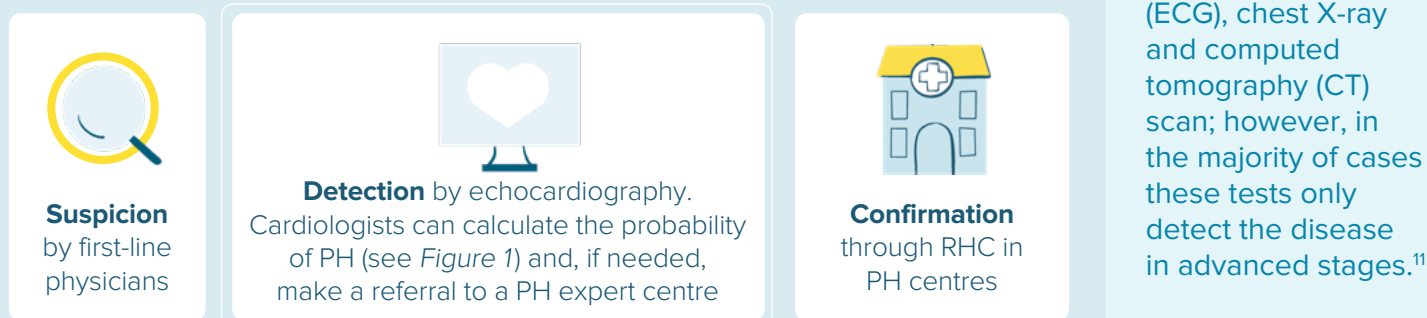 Suspicion
by first-line
physicians
Detection by echocardiography.
Cardiologists can calculate the probability
of PH (see Figure 1) and, if needed,
make a referral to a PH expert centre
Confirmation
through RHC in
PH centres
(ECG), chest X-ray
and computed
tomography (CT)
scan; however, in
the majority of cases
these tests only
detect the disease
in advanced stages.11